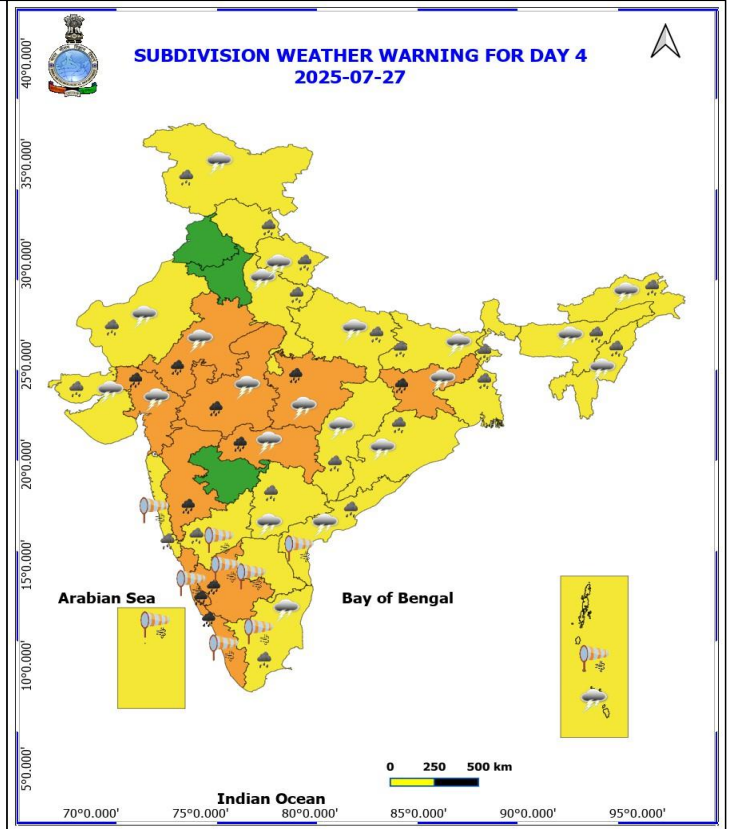 SUBDIVISION WEATHER WARNING FOR DAY 4
2025-07-27
40°0.000'
35°0.000'
30°0.000'
25°0.000'
20°0.000'
15°0.000'
10°0.000'
5°0.000'
Arabian Sea
Bay of Bengal
0 250 500 km
Indian Ocean
70°0.000' 75°0.000' 80°0.000' 85°0.000' 90°0.000' 95°0.000'